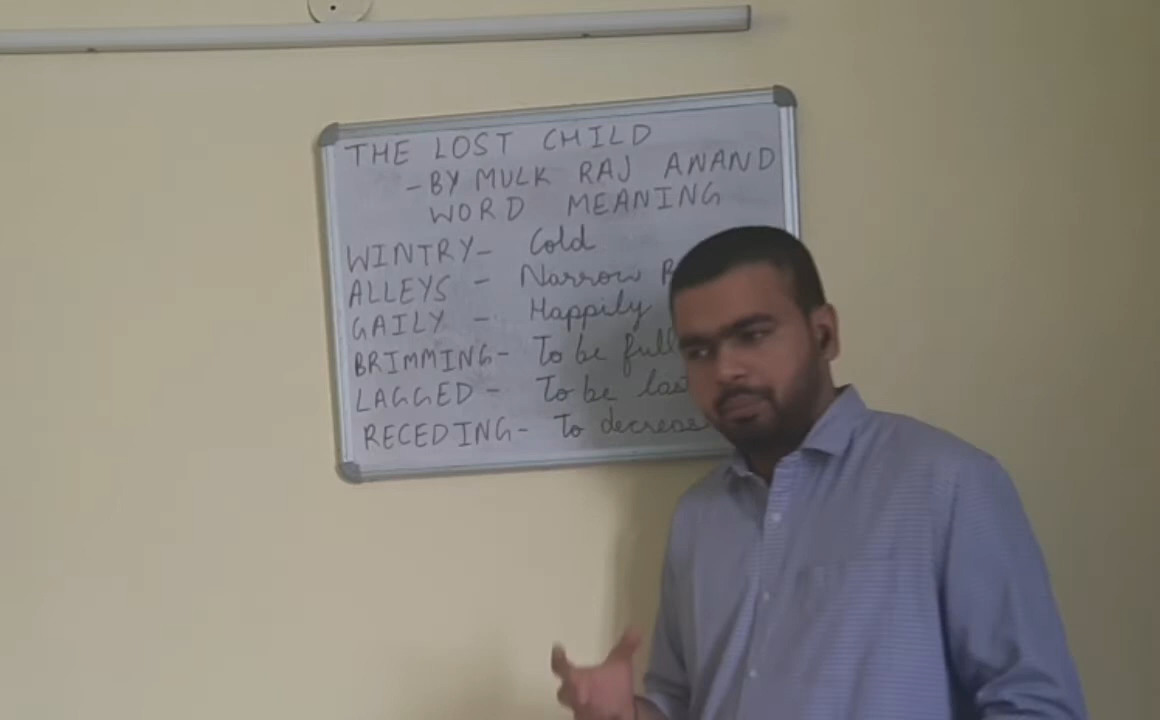 THE LOST CHILD
- BY MULK RAJ ANAND
WORD MEANING
WINTRY - Cold
ALLEYS - Narrow
GAILY - Happily
BRIMMING - To be full
LAGGED - To be
RECEDING - To